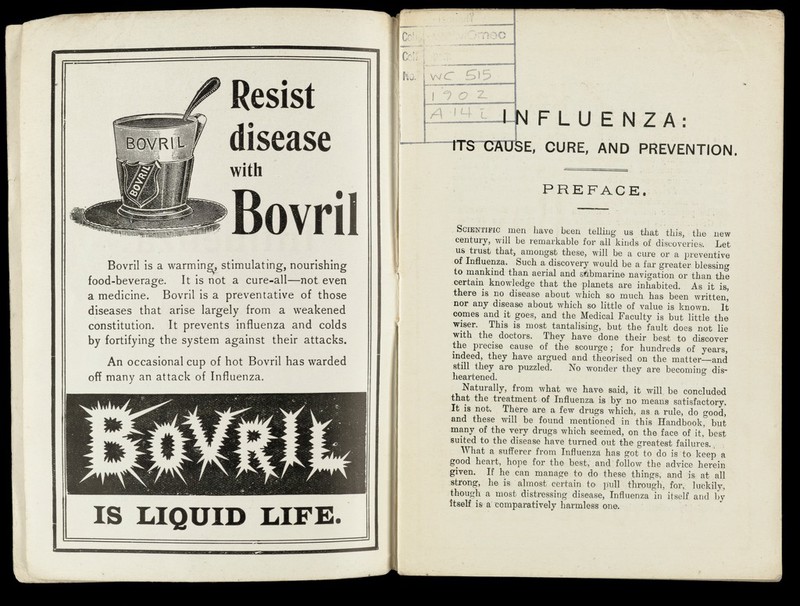 Resist
disease
with
Bovril
BOVRIL
BOVRIL
Bovril is a warming, stimulating, nourishing
food-beverage. It is not a cure-all—not even
a medicine. Bovril is a preventative of those
diseases that arise largely from a weakened
constitution. It prevents influenza and colds
by fortifying the system against their attacks.
An occasional cup of hot Bovril has warded
off many an attack of Influenza.
BOVRIL
IS LIQUID LIFE.
Coll
No. WC 515
1902
INFLUENZA:
ITS CAUSE, CURE, AND PREVENTION.
PREFACE.
SCIENTIFIC men have been telling us that this, the new
century, will be remarkable for all kinds of discoveries. Let
us trust that, amongst these, will be a cure or a preventive
of Influenza. Such a discovery would be a far greater blessing
to mankind than aerial and submarine navigation or than the
certain knowledge that the planets are inhabited. As it is,
there is no disease about which so much has been written,
nor any disease about which so little of value is known. It
comes and it goes, and the Medical Faculty is but little the
wiser. This is most tantalising, but the fault does not lie
with the doctors. They have done their best to discover
the precise cause of the scourge; for hundreds of years,
indeed, they have argued and theorised on the matter—and
still they are puzzled. No wonder they are becoming dis-
heartened.
Naturally, from what we have said, it will be concluded
that the treatment of Influenza is by no means satisfactory.
It is not. There are a few drugs which, as a rule, do good,
and these will be found mentioned in this Handbook, but
many of the very drugs which seemed, on the face of it, best
suited to the disease have turned out the greatest failures.
What a sufferer from Influenza has got to do is to keep a
good heart, hope for the best, and follow the advice herein
given. If he can manage to do these things, and is at all
strong, he is almost certain to pull through, for, luckily,
though a most distressing disease, Influenza in itself and by
itself is a comparatively harmless one.